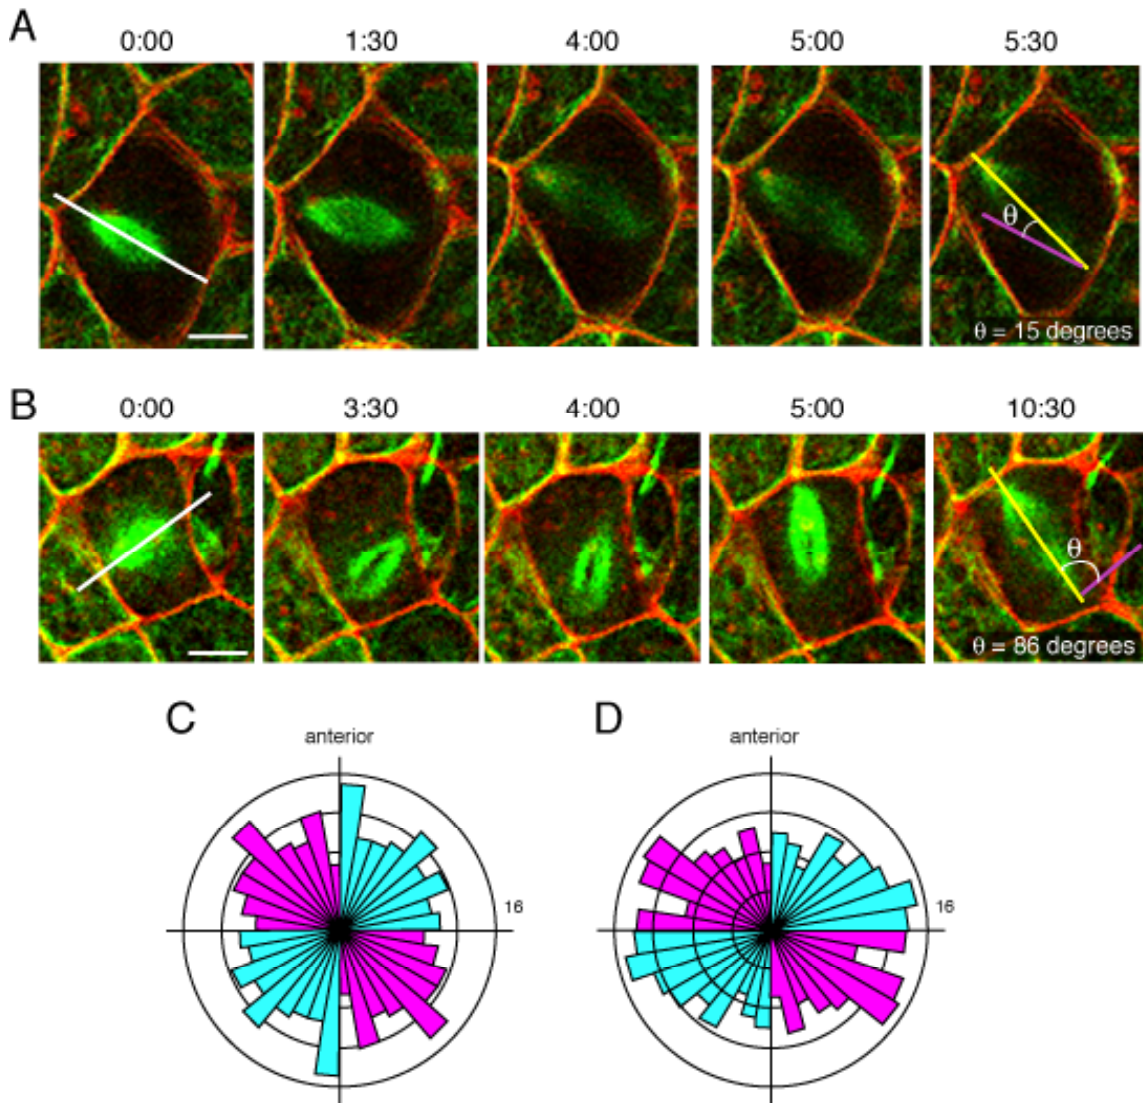 A
0:00 1:30 4:00 5:00 5:30
θ
θ = 15 degrees
B
0:00 3:30 4:00 5:00 10:30
θ
θ = 86 degrees
C D
anterior anterior
16 16